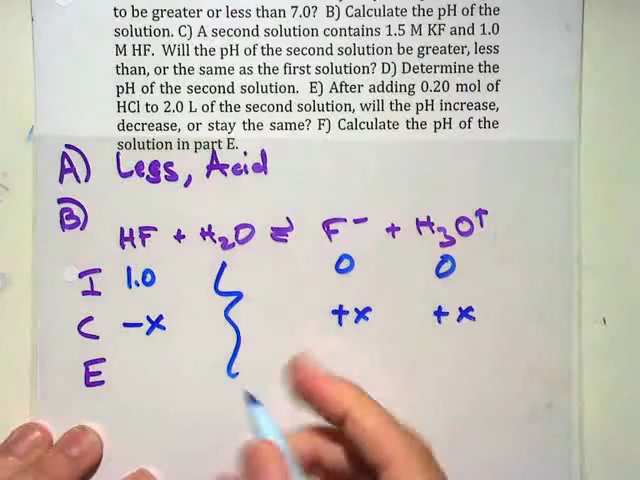 to be greater or less than 7.0? B) Calculate the pH of the
solution. C) A second solution contains 1.5 M KF and 1.0
M HF. Will the pH of the second solution be greater, less
than, or the same as the first solution? D) Determine the
pH of the second solution. E) After adding 0.20 mol of
HCl to 2.0 L of the second solution, will the pH increase,
decrease, or stay the same? F) Calculate the pH of the
solution in part E.
A) Less, Acid
B)
HF + H₂O ⇌ F⁻ + H₃O⁺
I 1.0 0 0
C -x +x +x
E